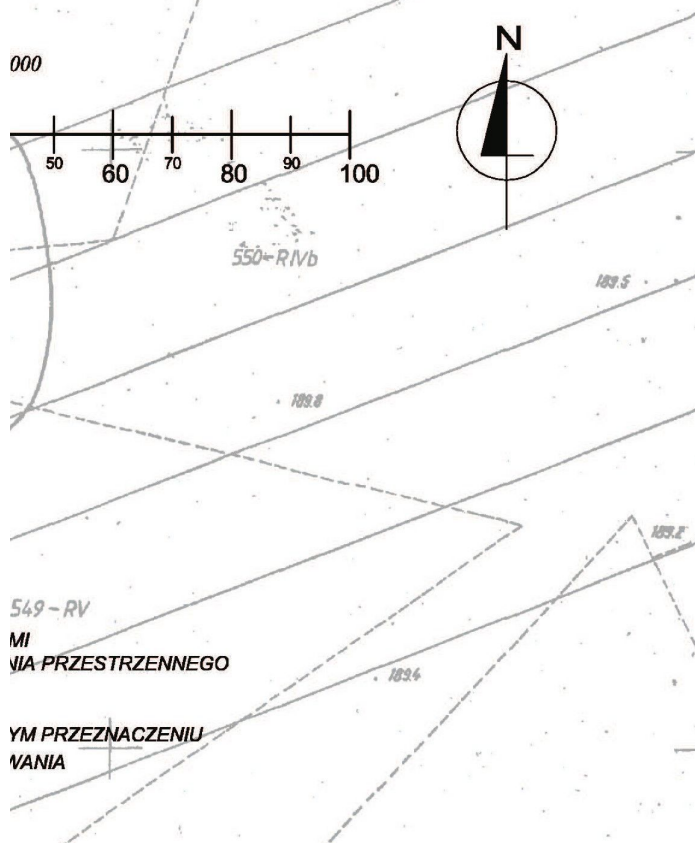 N
000
50 60 70 80 90 100
550-RIVb
189.5
189.8
189.2
549-RV
MI
NIA PRZESTRZENNEGO
189.4
YM PRZEZNACZENIU
WANIA